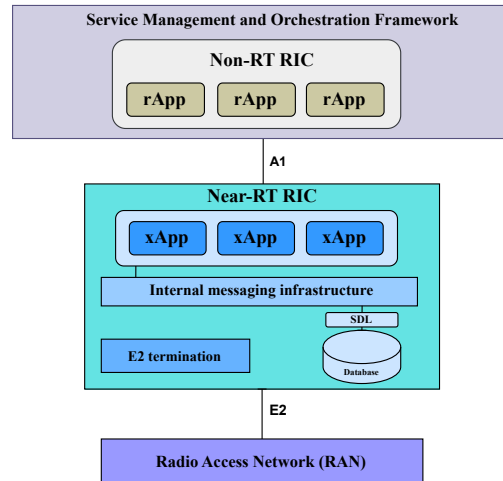 Service Management and Orchestration Framework
Non-RT RIC
rApp rApp rApp
A1
Near-RT RIC
xApp xApp xApp
Internal messaging infrastructure
SDL
E2 termination
Database
E2
Radio Access Network (RAN)